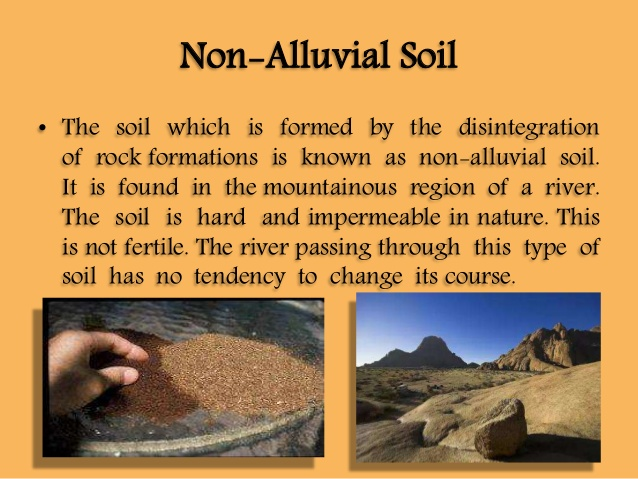 Non-Alluvial Soil
• The soil which is formed by the disintegration
of rock formations is known as non-alluvial soil.
It is found in the mountainous region of a river.
The soil is hard and impermeable in nature. This
is not fertile. The river passing through this type of
soil has no tendency to change its course.